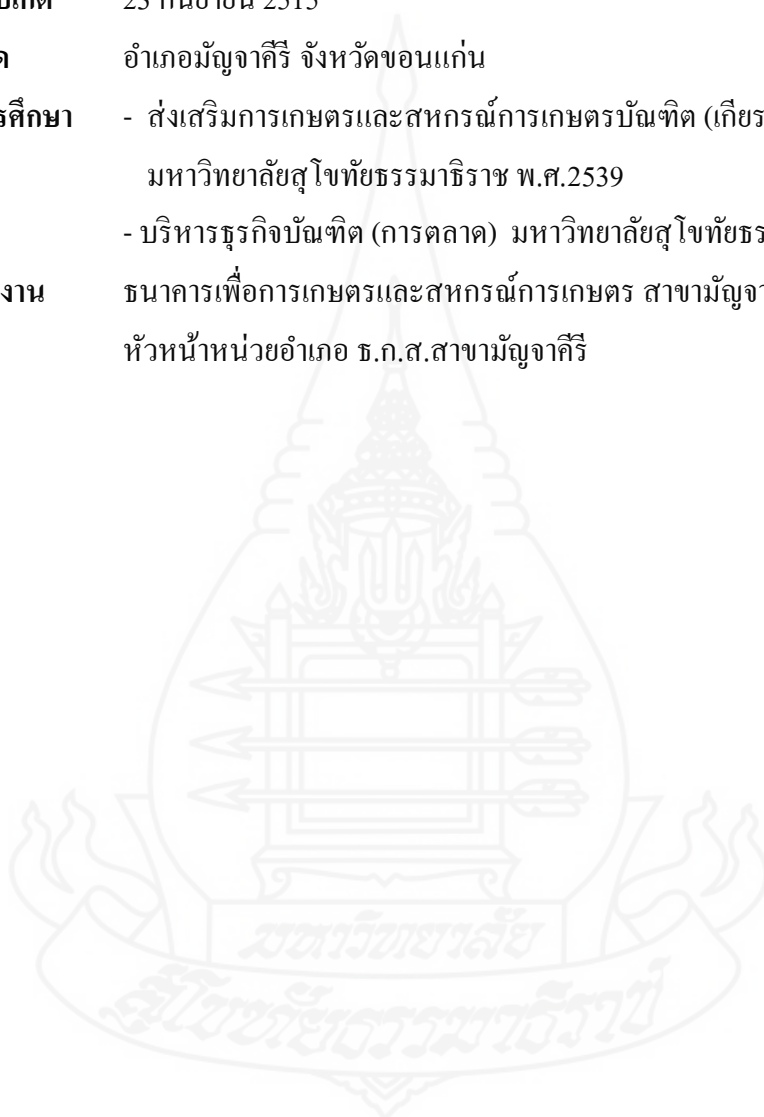 23 กันยายน 2515
อำเภอมัญจาคีรี จังหวัดขอนแก่น
- ส่งเสริมการเกษตรและสหกรณ์การเกษตรบัณฑิต (เกียร
มหาวิทยาลัยสุโขทัยธรรมาธิราช พ.ศ.2539
- บริหารธุรกิจบัณฑิต (การตลาด) มหาวิทยาลัยสุโขทัยธร
งาน ธนาคารเพื่อการเกษตรและสหกรณ์การเกษตร สาขามัญจา
หัวหน้าหน่วยอำเภอ ธ.ก.ส.สาขามัญจาคีรี
มหาวิทยาลัย
สุโขทัยธรรมาธิราช